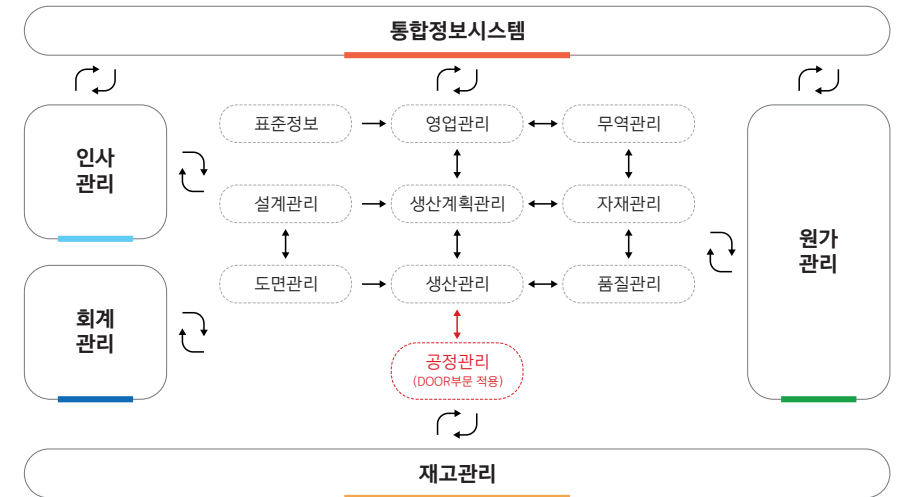 통합정보시스템
인사
관리
회계
관리
표준정보
영업관리
무역관리
설계관리
생산계획관리
자재관리
도면관리
생산관리
품질관리
공정관리
(DOOR부문 적용)
원가
관리
재고관리